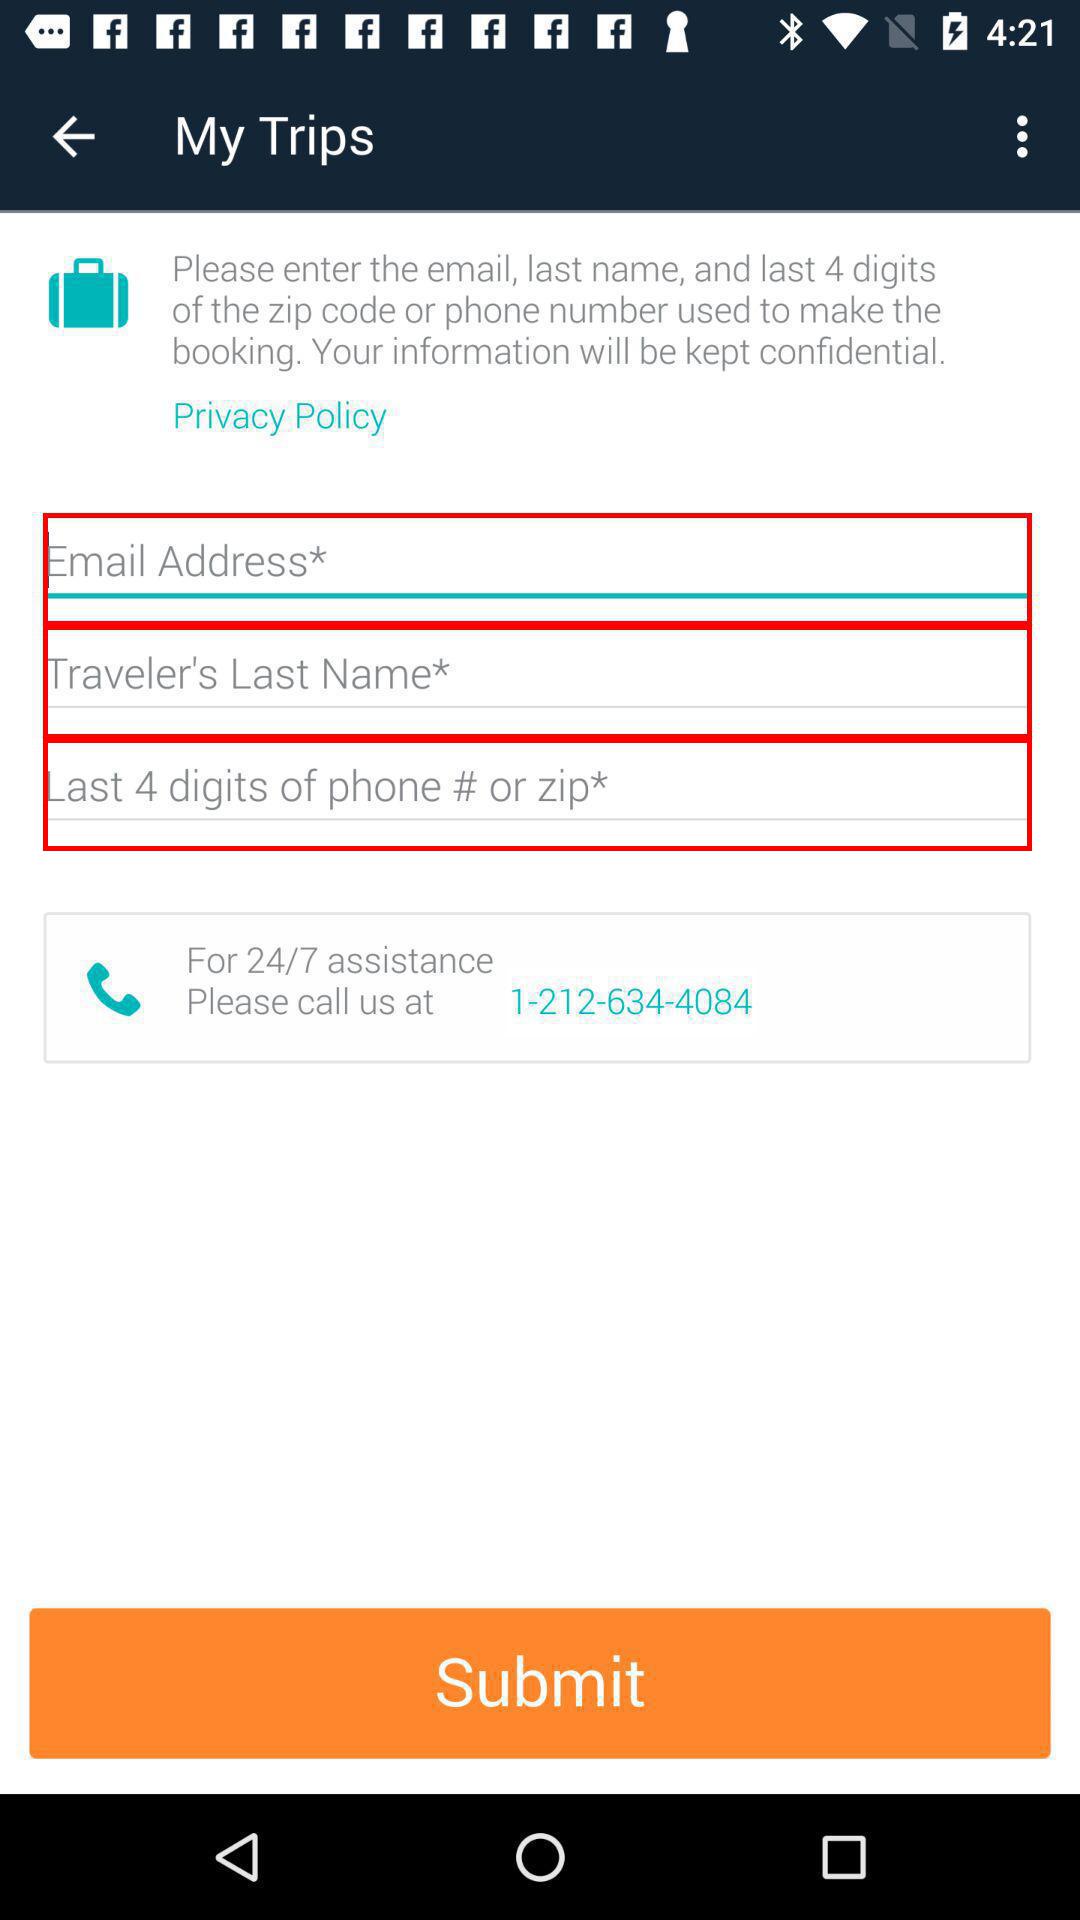 4:21
My Trips
Please enter the email, last name, and last 4 digits
of the zip code or phone number used to make the
booking. Your information will be kept confidential.
Privacy Policy
Email Address*
Traveler's Last Name*
Last 4 digits of phone # or zip*
For 24/7 assistance
Please call us at 1-212-634-4084
Submit